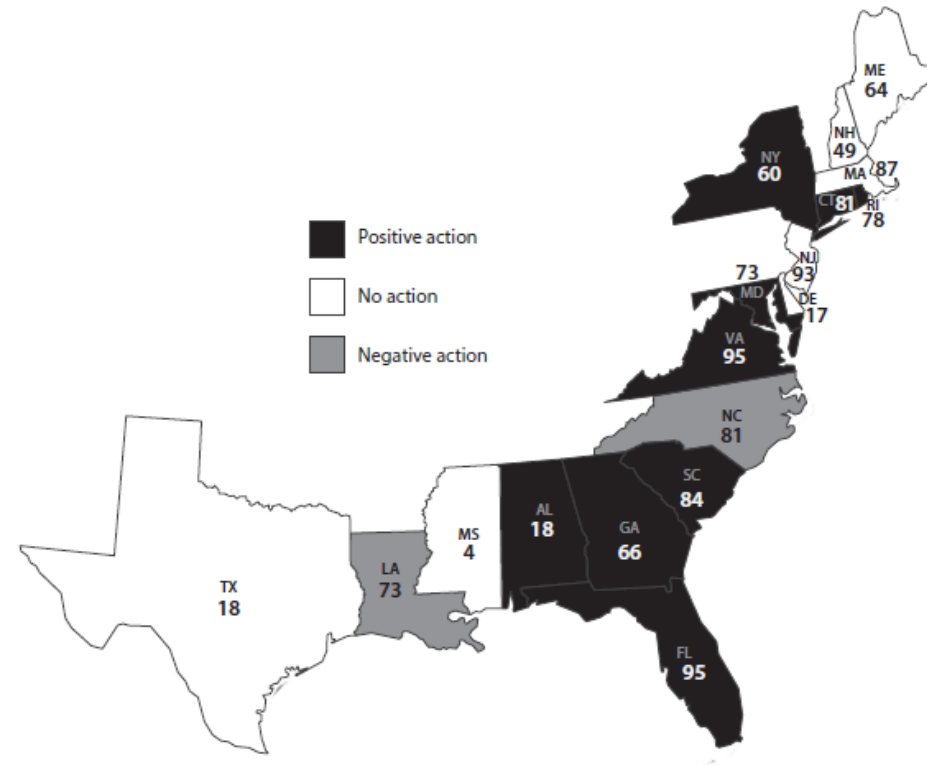 ME
64
NH
49
MA
87
NY
60
CT
81
RI
78
Positive action
No action
Negative action
NJ
93
73
MD
DE
17
VA
95
NC
81
SC
84
AL
18
GA
66
MS
4
LA
73
TX
18
FL
95